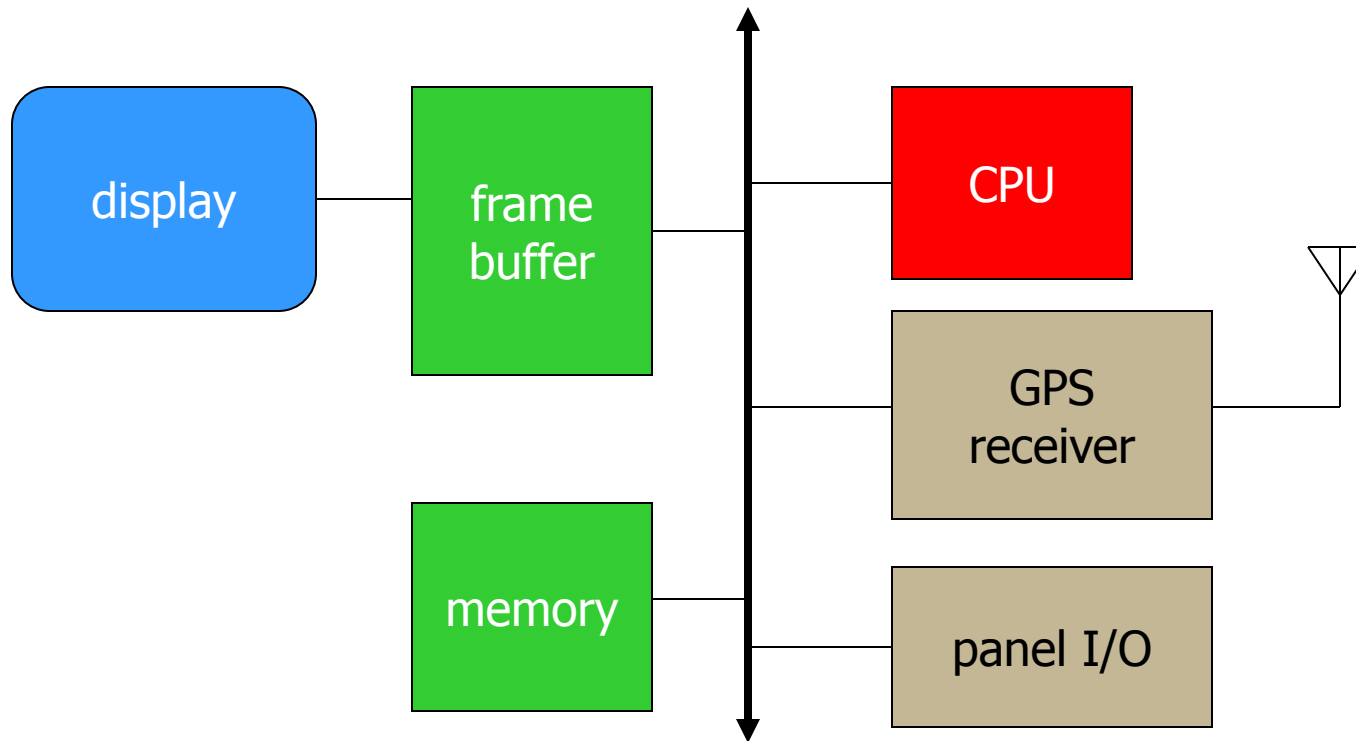 display
frame
buffer
CPU
GPS
receiver
memory
panel I/O